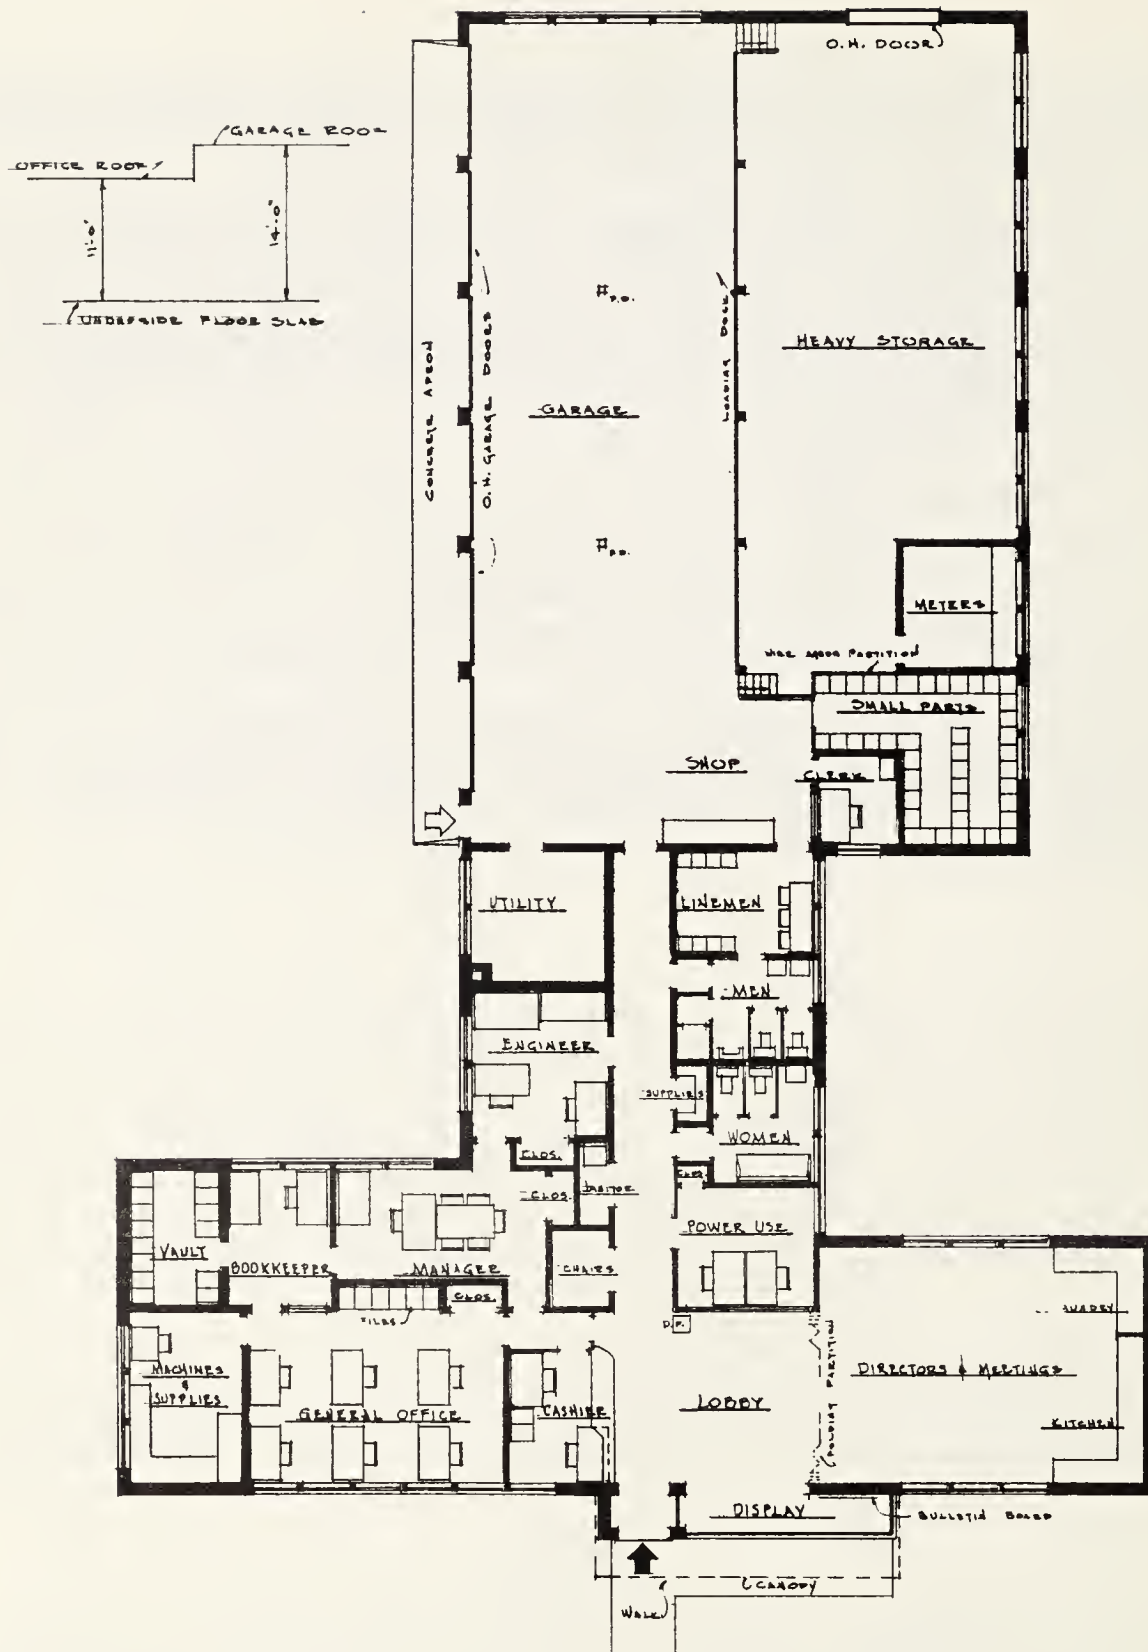 O.H. DOOR
GARAGE ROOF
OFFICE ROOF
11'-0"
14'-0"
UNDERSIDE FLOOR SLAB
CONCRETE APRON
O.H. GARAGE DOORS
F.D.
LOADING DOCK
HEAVY STORAGE
GARAGE
F.D.
METERS
WIRE MESH PARTITION
SMALL PARTS
SHOP
CLERK
UTILITY
LINEMEN
MEN
ENGINEER
SUPPLIES
WOMEN
CLOS.
CLOS.
CLOS.
JANITOR
POWER USE
VAULT
BOOKKEEPER
MANAGER
CHAIRS
CLOS.
FILES
D.F.
FOLDING PARTITION
MACHINES
&
SUPPLIES
GENERAL OFFICE
CASHIER
LOBBY
DIRECTORS & MEETINGS
KITCHEN
DISPLAY
BULLETIN BOARD
CANOPY
WALK